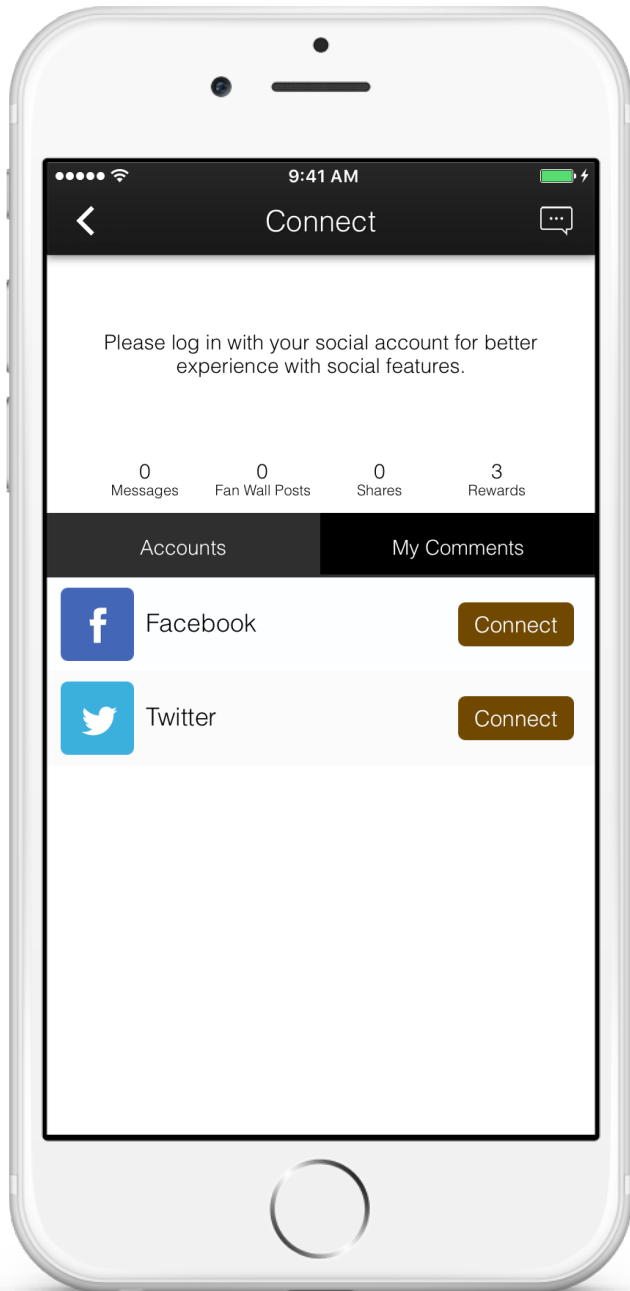 9:41 AM
Connect
Please log in with your social account for better
experience with social features.
0 0 0 3
Messages Fan Wall Posts Shares Rewards
Accounts My Comments
Facebook Connect
Twitter Connect